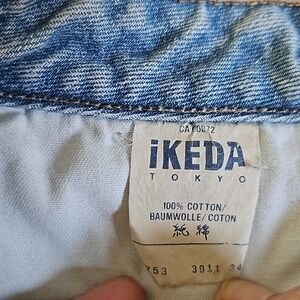 CA 00072
iKEDA
TOKYO
100% COTTON/
BAUMWOLLE/COTON
純綿
753 3911 34